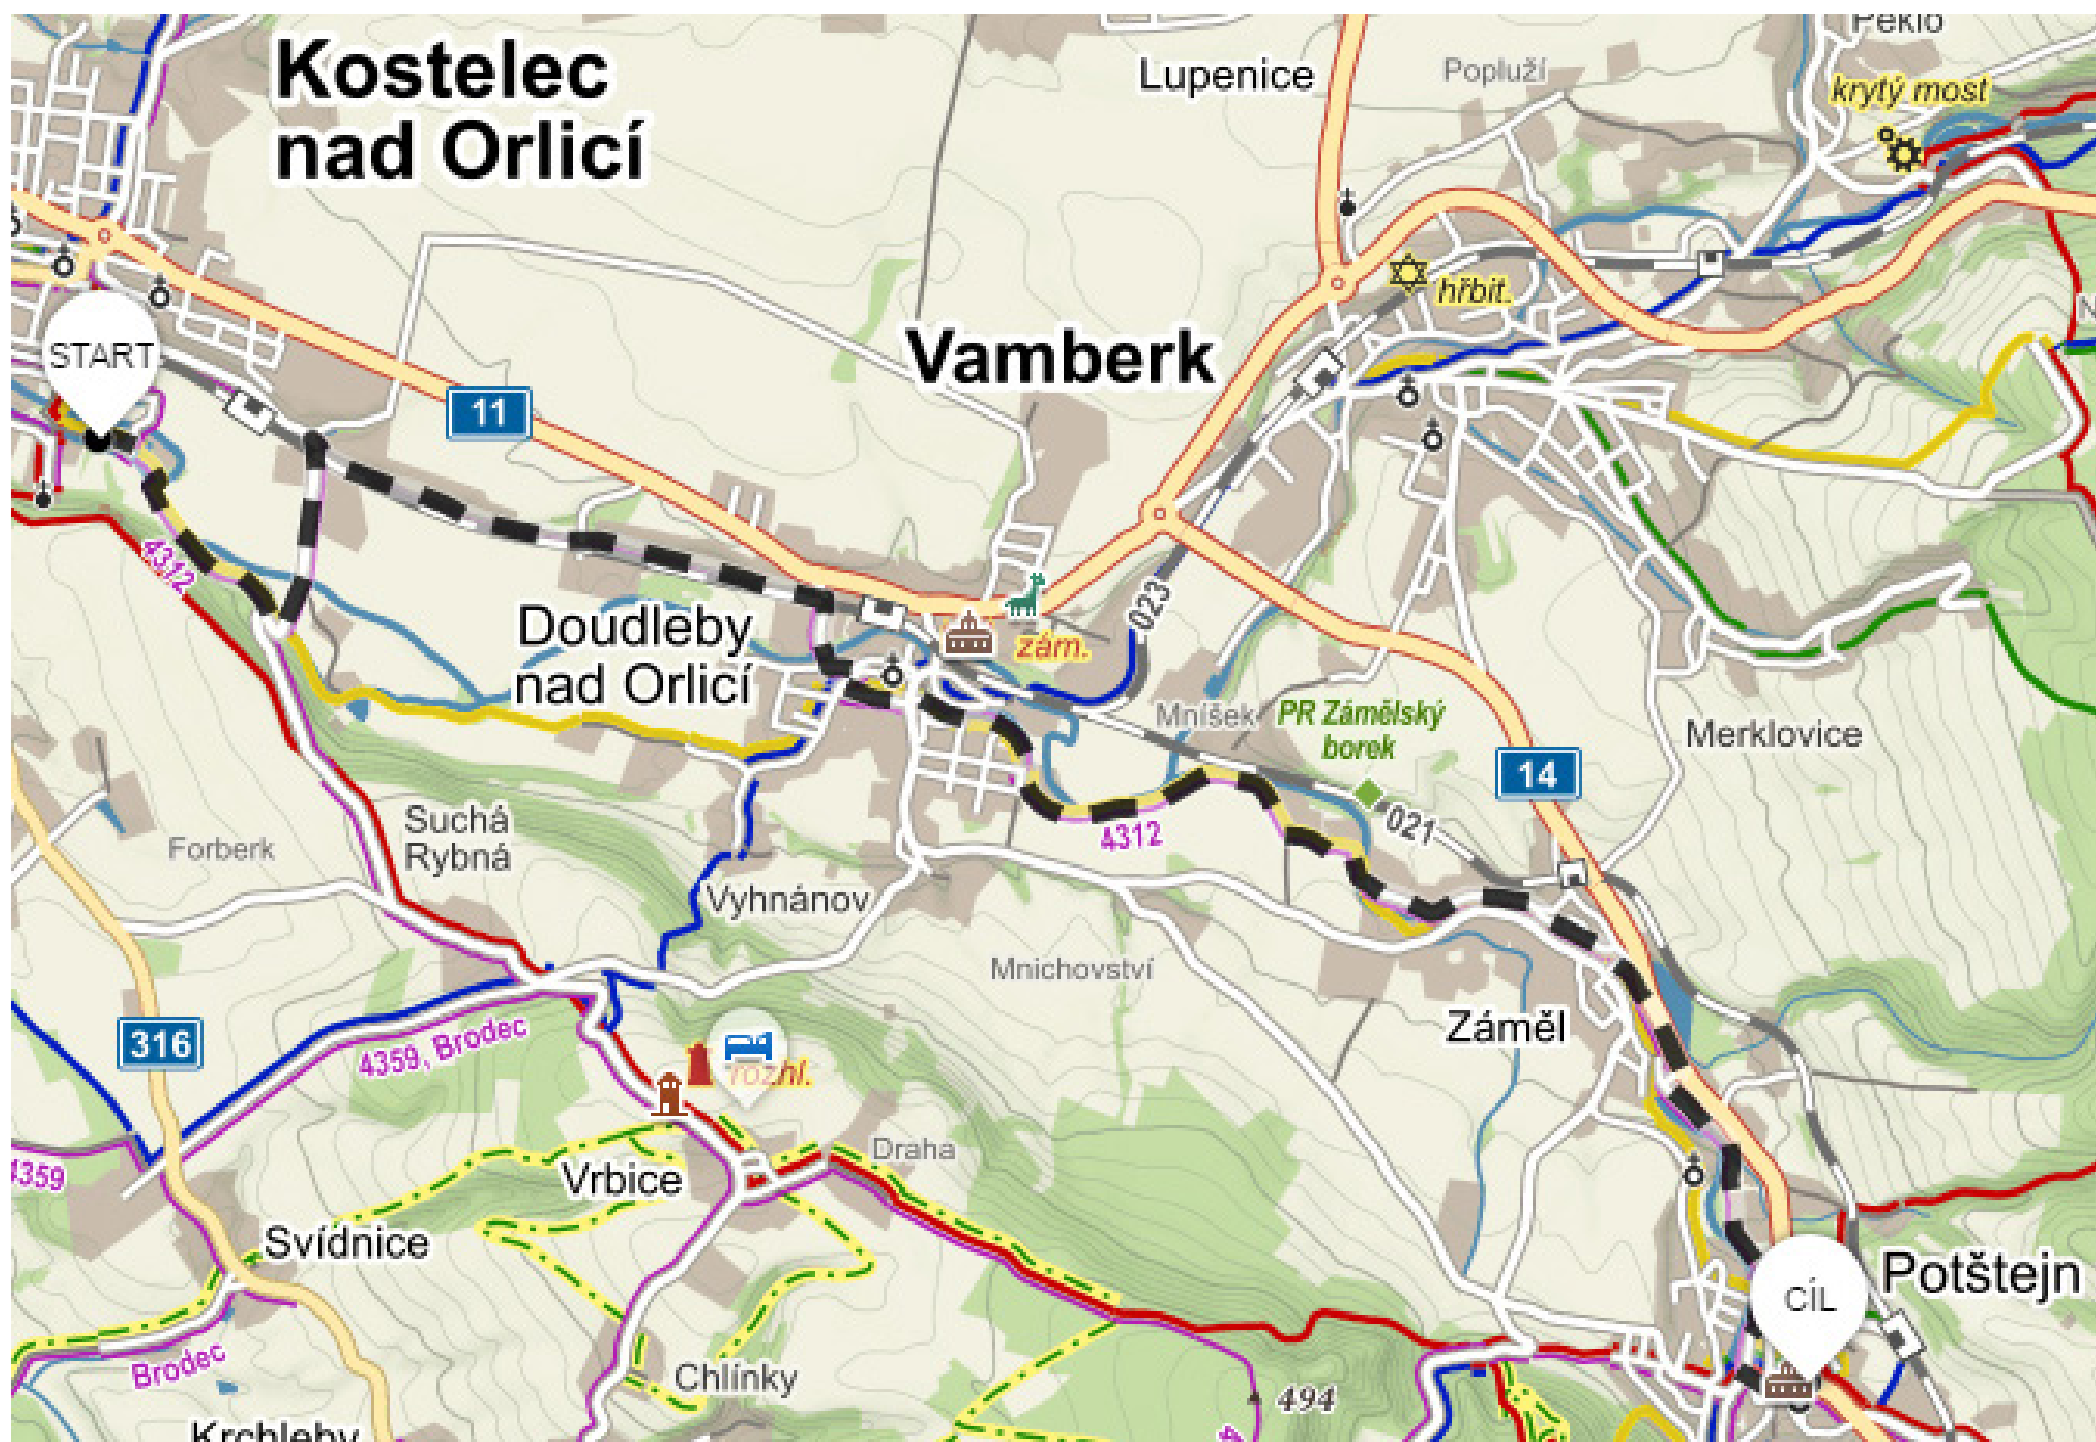 Peklo
Kostelec
nad Orlicí
Lupenice
Popluží
krytý most
hřbit.
START
Vamberk
11
4312
023
Doudleby
nad Orlicí
zám.
Mníšek
PR Zámělský
borek
Merklovice
14
Suchá
Rybná
Forberk
4312
021
Vyhnánov
Mnichovství
316
4359, Brodec
rozhl.
Záměl
Draha
4359
Vrbice
Svídnice
Potštejn
CÍL
Brodec
Chlínky
494
Krchleby